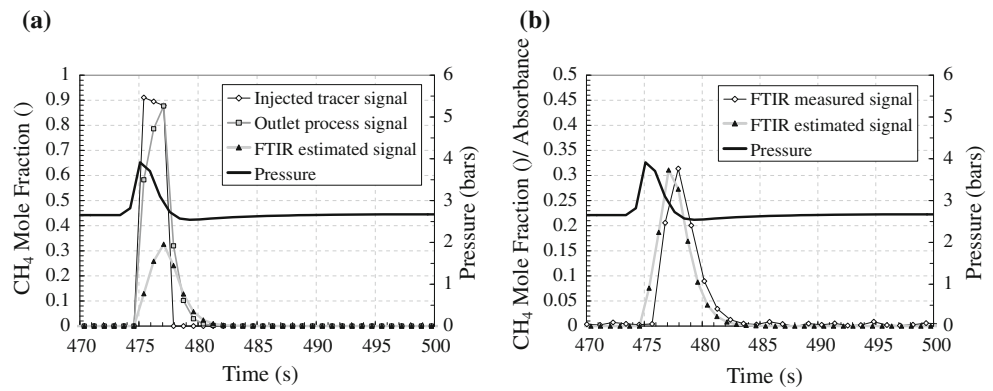 (a)
CH4 Mole Fraction ()
1
0.9
0.8
0.7
0.6
0.5
0.4
0.3
0.2
0.1
0
Injected tracer signal
Outlet process signal
FTIR estimated signal
Pressure
6
5
4
3
2
1
0
Pressure (bars)
470 475 480 485 490 495 500
Time (s)
(b)
CH4 Mole Fraction ()/ Absorbance
0.5
0.45
0.4
0.35
0.3
0.25
0.2
0.15
0.1
0.05
0
FTIR measured signal
FTIR estimated signal
Pressure
6
5
4
3
2
1
0
Pressure (bars)
470 475 480 485 490 495 500
Time (s)